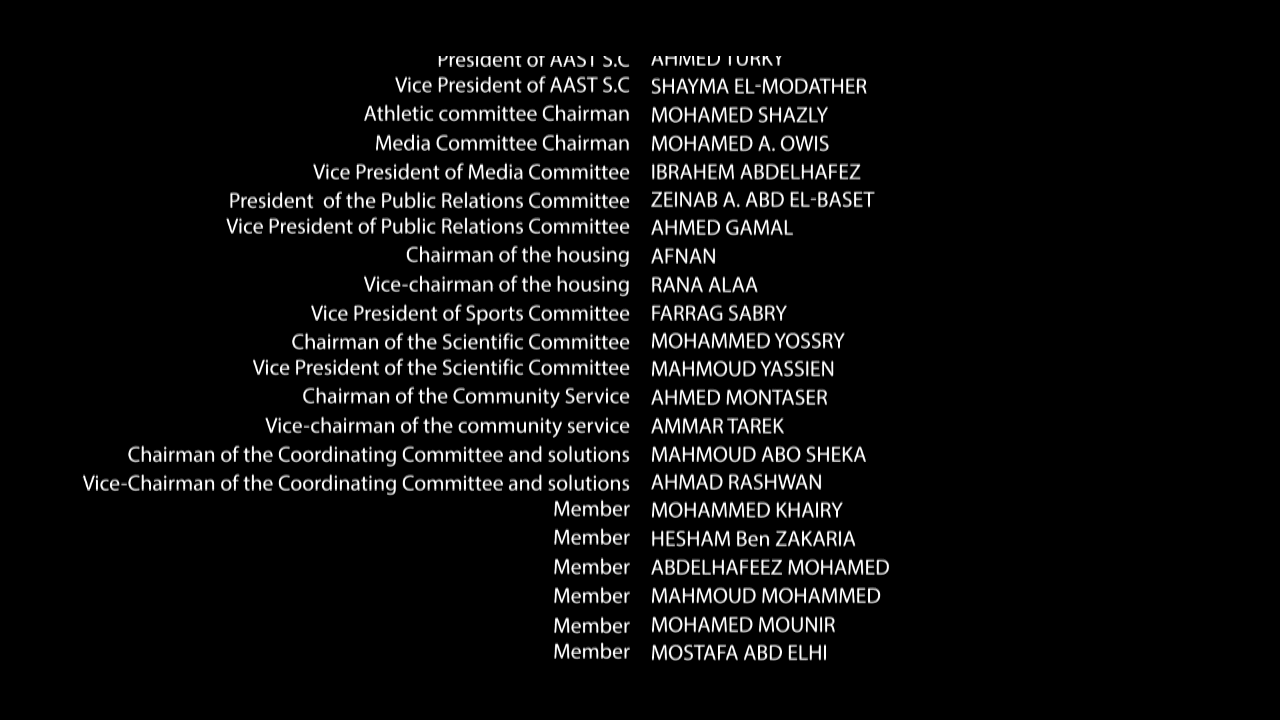 President of AAST S.C AHMED TURKY
Vice President of AAST S.C SHAYMA EL-MODATHER
Athletic committee Chairman MOHAMED SHAZLY
Media Committee Chairman MOHAMED A. OWIS
Vice President of Media Committee IBRAHEM ABDELHAFEZ
President of the Public Relations Committee ZEINAB A. ABD EL-BASET
Vice President of Public Relations Committee AHMED GAMAL
Chairman of the housing AFNAN
Vice-chairman of the housing RANA ALAA
Vice President of Sports Committee FARRAG SABRY
Chairman of the Scientific Committee MOHAMMED YOSSRY
Vice President of the Scientific Committee MAHMOUD YASSIEN
Chairman of the Community Service AHMED MONTASER
Vice-chairman of the community service AMMAR TAREK
Chairman of the Coordinating Committee and solutions MAHMOUD ABO SHEKA
Vice-Chairman of the Coordinating Committee and solutions AHMAD RASHWAN
Member MOHAMMED KHAIRY
Member HESHAM Ben ZAKARIA
Member ABDELHAFEEZ MOHAMED
Member MAHMOUD MOHAMMED
Member MOHAMED MOUNIR
Member MOSTAFA ABD ELHI